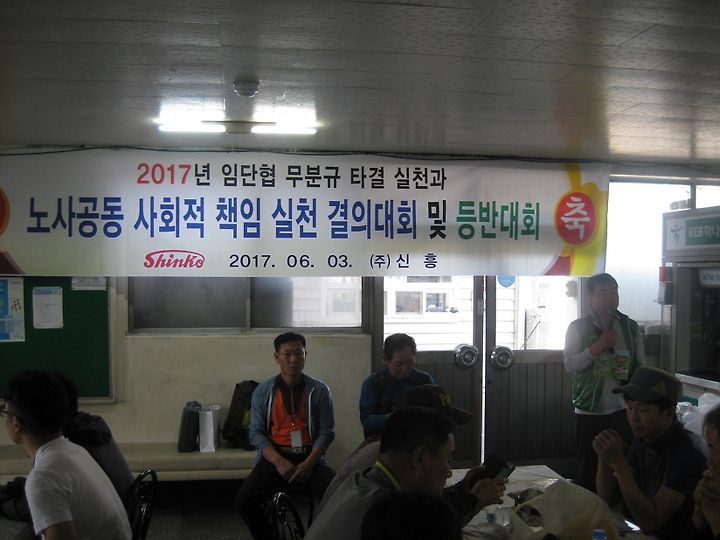 2017년 임단협 무분규 타결 실천과
노사공동 사회적 책임 실천 결의대회 및 등반대회
축
Shinko 2017. 06. 03. (주)신 흥
KEB하나